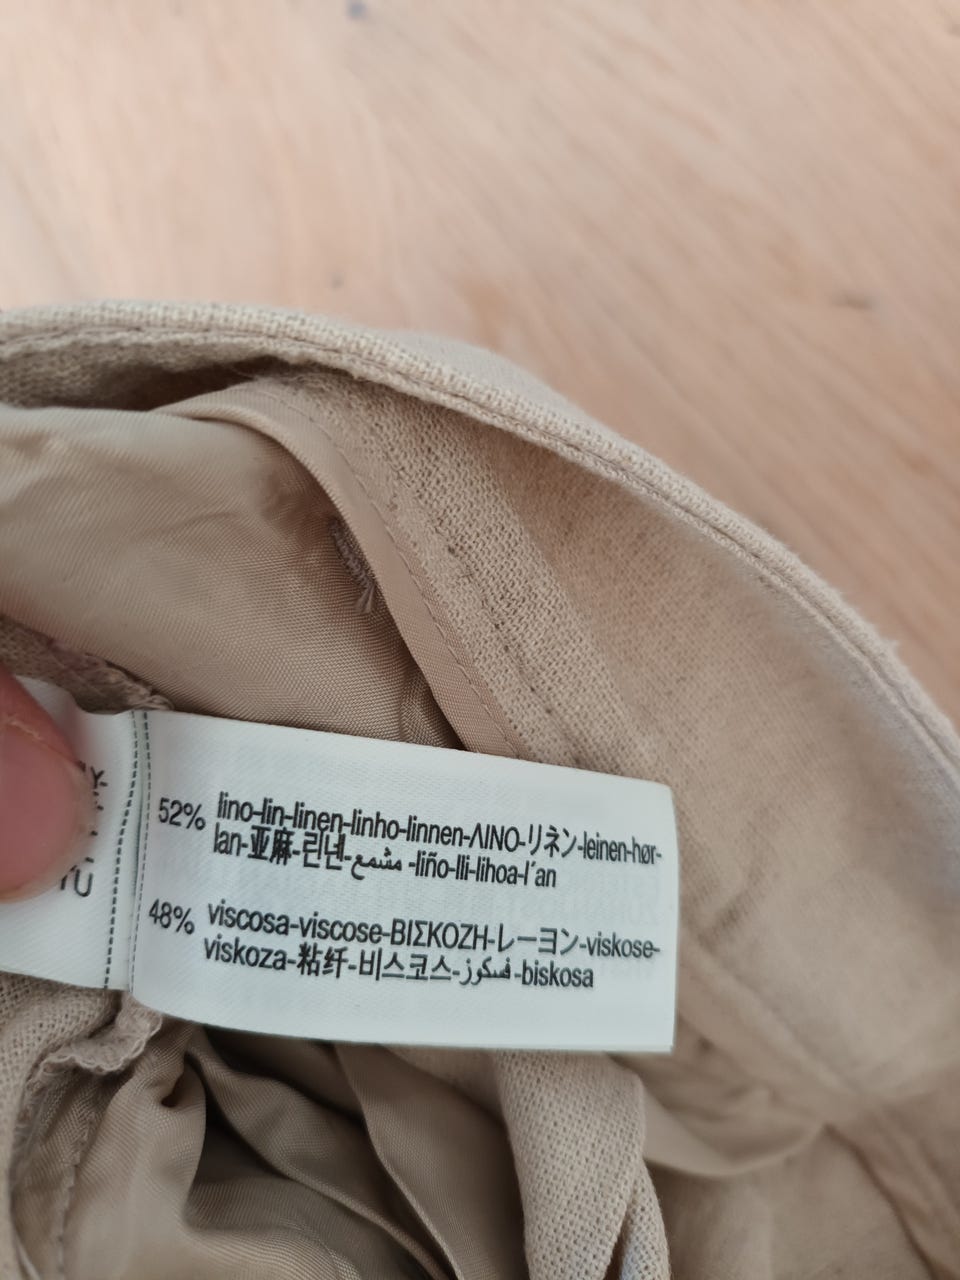 52% lino-lin-linen-linho-linnen-ΛΙΝΟ-リネン-leinen-hør-
lan-亚麻-린넨-مشمع-liño-lli-lihoa-l´an
48% viscosa-viscose-ΒΙΣΚΟΖΗ-レーヨン-viskose-
viskoza-粘纤-비스코스-فسكوز-biskosa